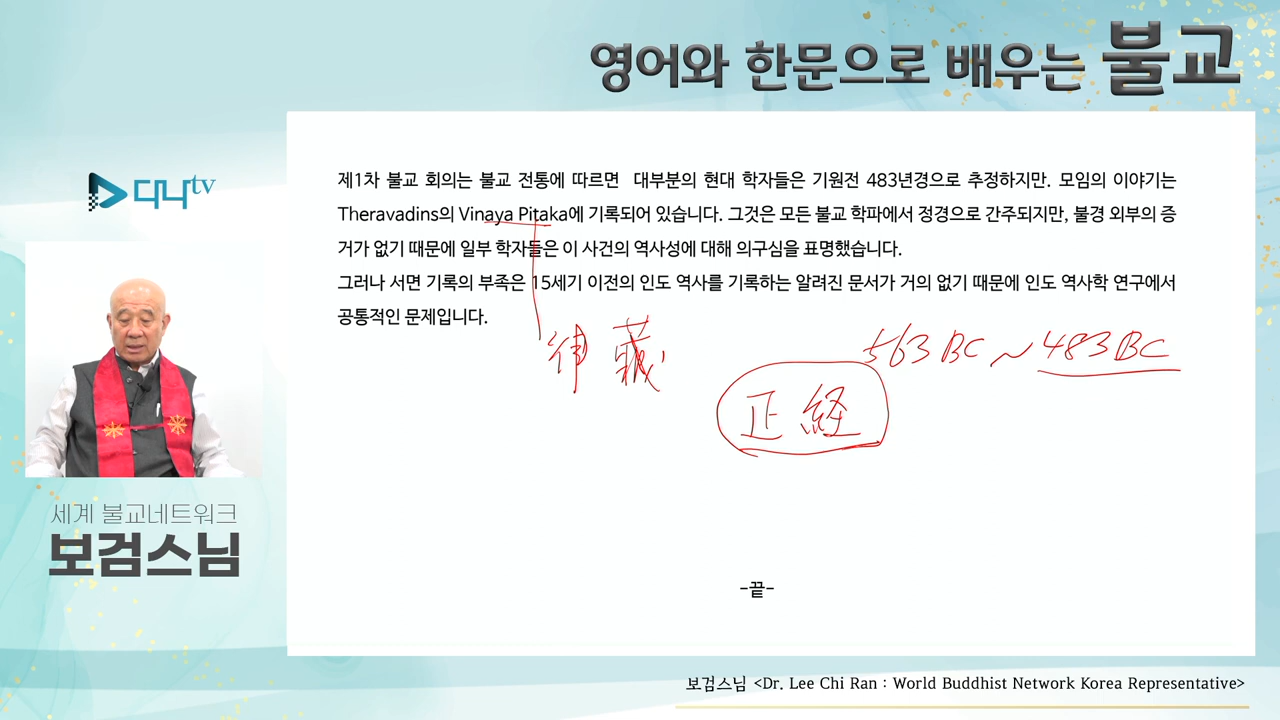 영어와 한문으로 배우는 불교
디나tv
제1차 불교 회의는 불교 전통에 따르면 대부분의 현대 학자들은 기원전 483년경으로 추정하지만. 모임의 이야기는
Theravadins의 Vinaya Pitaka에 기록되어 있습니다. 그것은 모든 불교 학파에서 정경으로 간주되지만, 불경 외부의 증
거가 없기 때문에 일부 학자들은 이 사건의 역사성에 대해 의구심을 표명했습니다.
그러나 서면 기록의 부족은 15세기 이전의 인도 역사를 기록하는 알려진 문서가 거의 없기 때문에 인도 역사학 연구에서
공통적인 문제입니다.
律藏
563 BC ~ 483 BC
正経
-끝-
세계 불교네트워크
보검스님
보검스님 <Dr. Lee Chi Ran : World Buddhist Network Korea Representative>